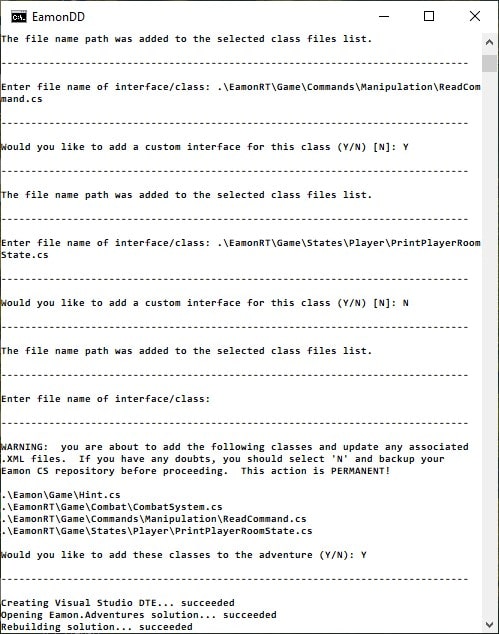 EamonDD
The file name path was added to the selected class files list.
------------------------------------------------------------------------------
Enter file name of interface/class: .\EamonRT\Game\Commands\Manipulation\ReadCom
mand.cs
------------------------------------------------------------------------------
Would you like to add a custom interface for this class (Y/N) [N]: Y
------------------------------------------------------------------------------
The file name path was added to the selected class files list.
------------------------------------------------------------------------------
Enter file name of interface/class: .\EamonRT\Game\States\Player\PrintPlayerRoom
State.cs
------------------------------------------------------------------------------
Would you like to add a custom interface for this class (Y/N) [N]: N
------------------------------------------------------------------------------
The file name path was added to the selected class files list.
------------------------------------------------------------------------------
Enter file name of interface/class:
------------------------------------------------------------------------------
WARNING:  you are about to add the following classes and update any associated
.XML files.  If you have any doubts, you should select 'N' and backup your
Eamon CS repository before proceeding.  This action is PERMANENT!
.\Eamon\Game\Hint.cs
.\EamonRT\Game\Combat\CombatSystem.cs
.\EamonRT\Game\Commands\Manipulation\ReadCommand.cs
.\EamonRT\Game\States\Player\PrintPlayerRoomState.cs
Would you like to add these classes to the adventure (Y/N): Y
------------------------------------------------------------------------------
Creating Visual Studio DTE... succeeded
Opening Eamon.Adventures solution... succeeded
Rebuilding solution... succeeded